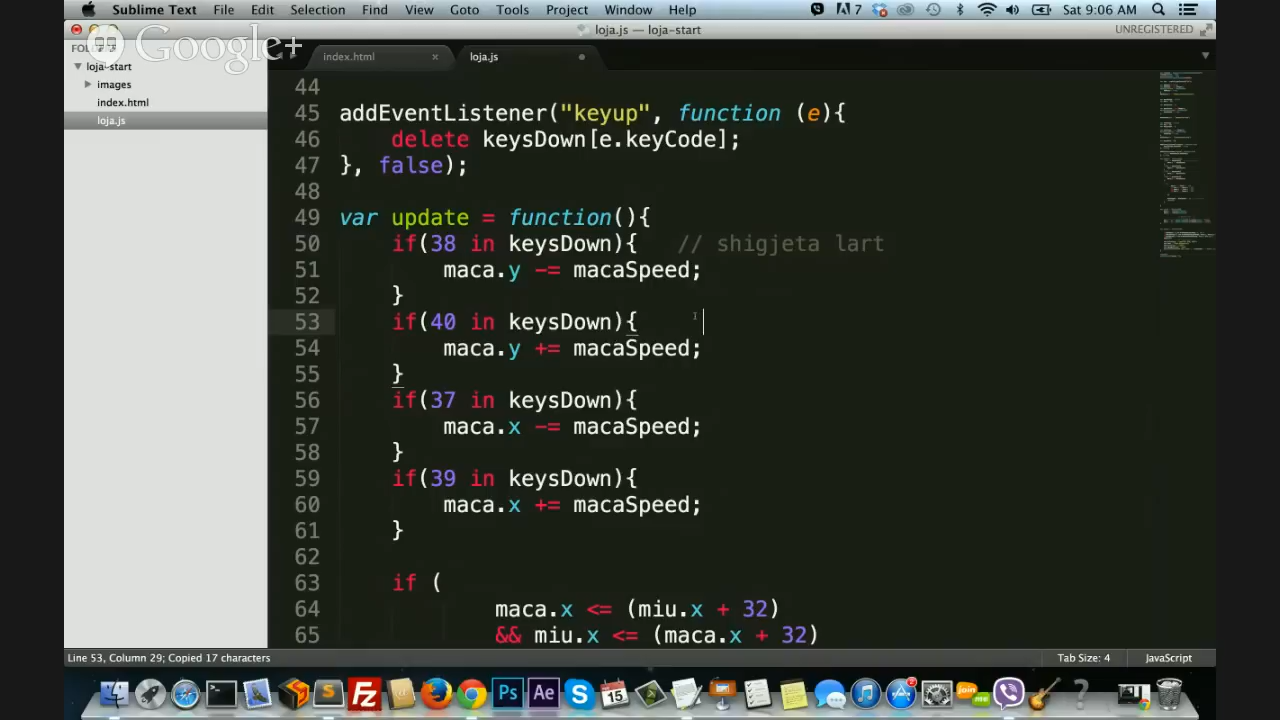 Sublime Text File Edit Selection Find View Goto Tools Project Window Help 7 Sat 9:06 AM
loja.js — loja-start UNREGISTERED
Google+
loja-start
images
index.html
loja.js
index.html × loja.js
44
45 addEventListener("keyup", function (e){
46 delete keysDown[e.keyCode];
47 }, false);
48
49 var update = function(){
50 if(38 in keysDown){ // shigjeta lart
51 maca.y -= macaSpeed;
52 }
53 if(40 in keysDown){
54 maca.y += macaSpeed;
55 }
56 if(37 in keysDown){
57 maca.x -= macaSpeed;
58 }
59 if(39 in keysDown){
60 maca.x += macaSpeed;
61 }
62
63 if (
64 maca.x <= (miu.x + 32)
65 && miu.x <= (maca.x + 32)
Line 53, Column 29; Copied 17 characters Tab Size: 4 JavaScript
Ps Ae 15